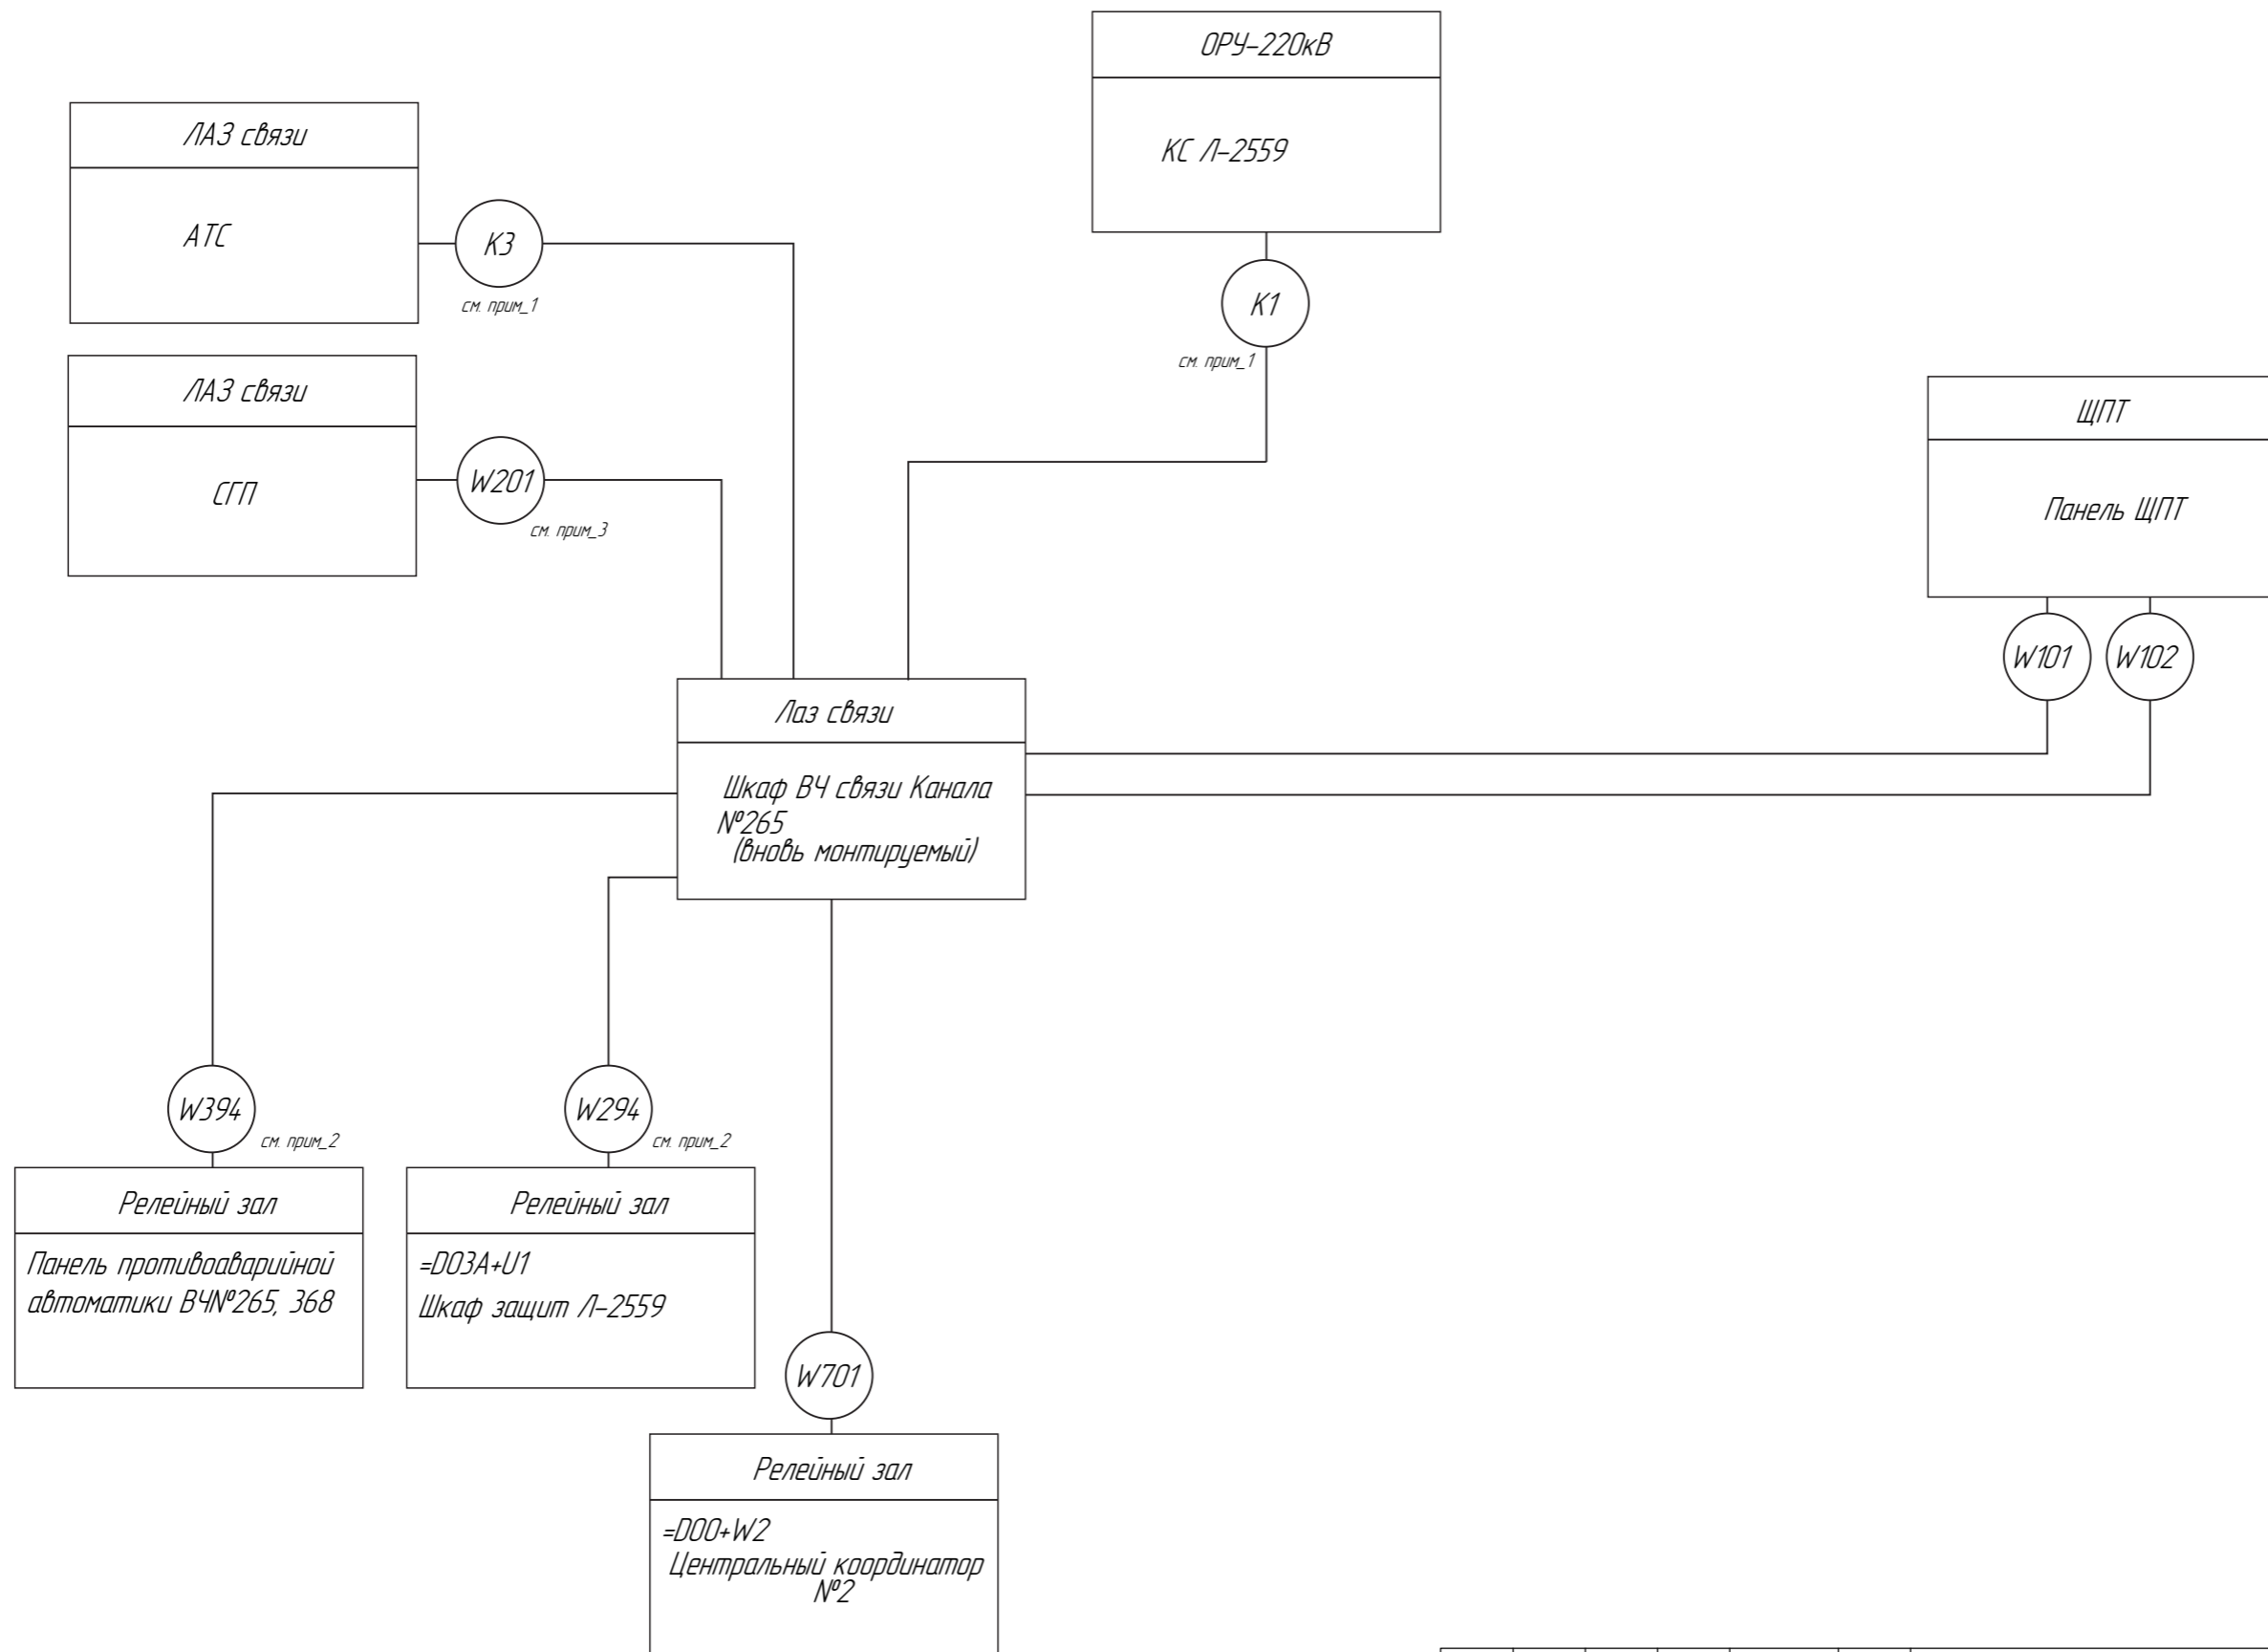 ОРУ-220кВ
КС Л-2559
К1
см. прим_1
ЛАЗ связи
АТС
К3
см. прим_1
ЛАЗ связи
СГП
W201
см. прим_3
ЩПТ
Панель ЩПТ
W101
W102
Лаз связи
Шкаф ВЧ связи Канала
№265
(вновь монтируемый)
W394
см. прим_2
W294
см. прим_2
Релейный зал
Панель противоаварийной
автоматики ВЧ№265, 368
Релейный зал
=D03A+U1
Шкаф защит Л-2559
W701
Релейный зал
=D00+W2
Центральный координатор
№2